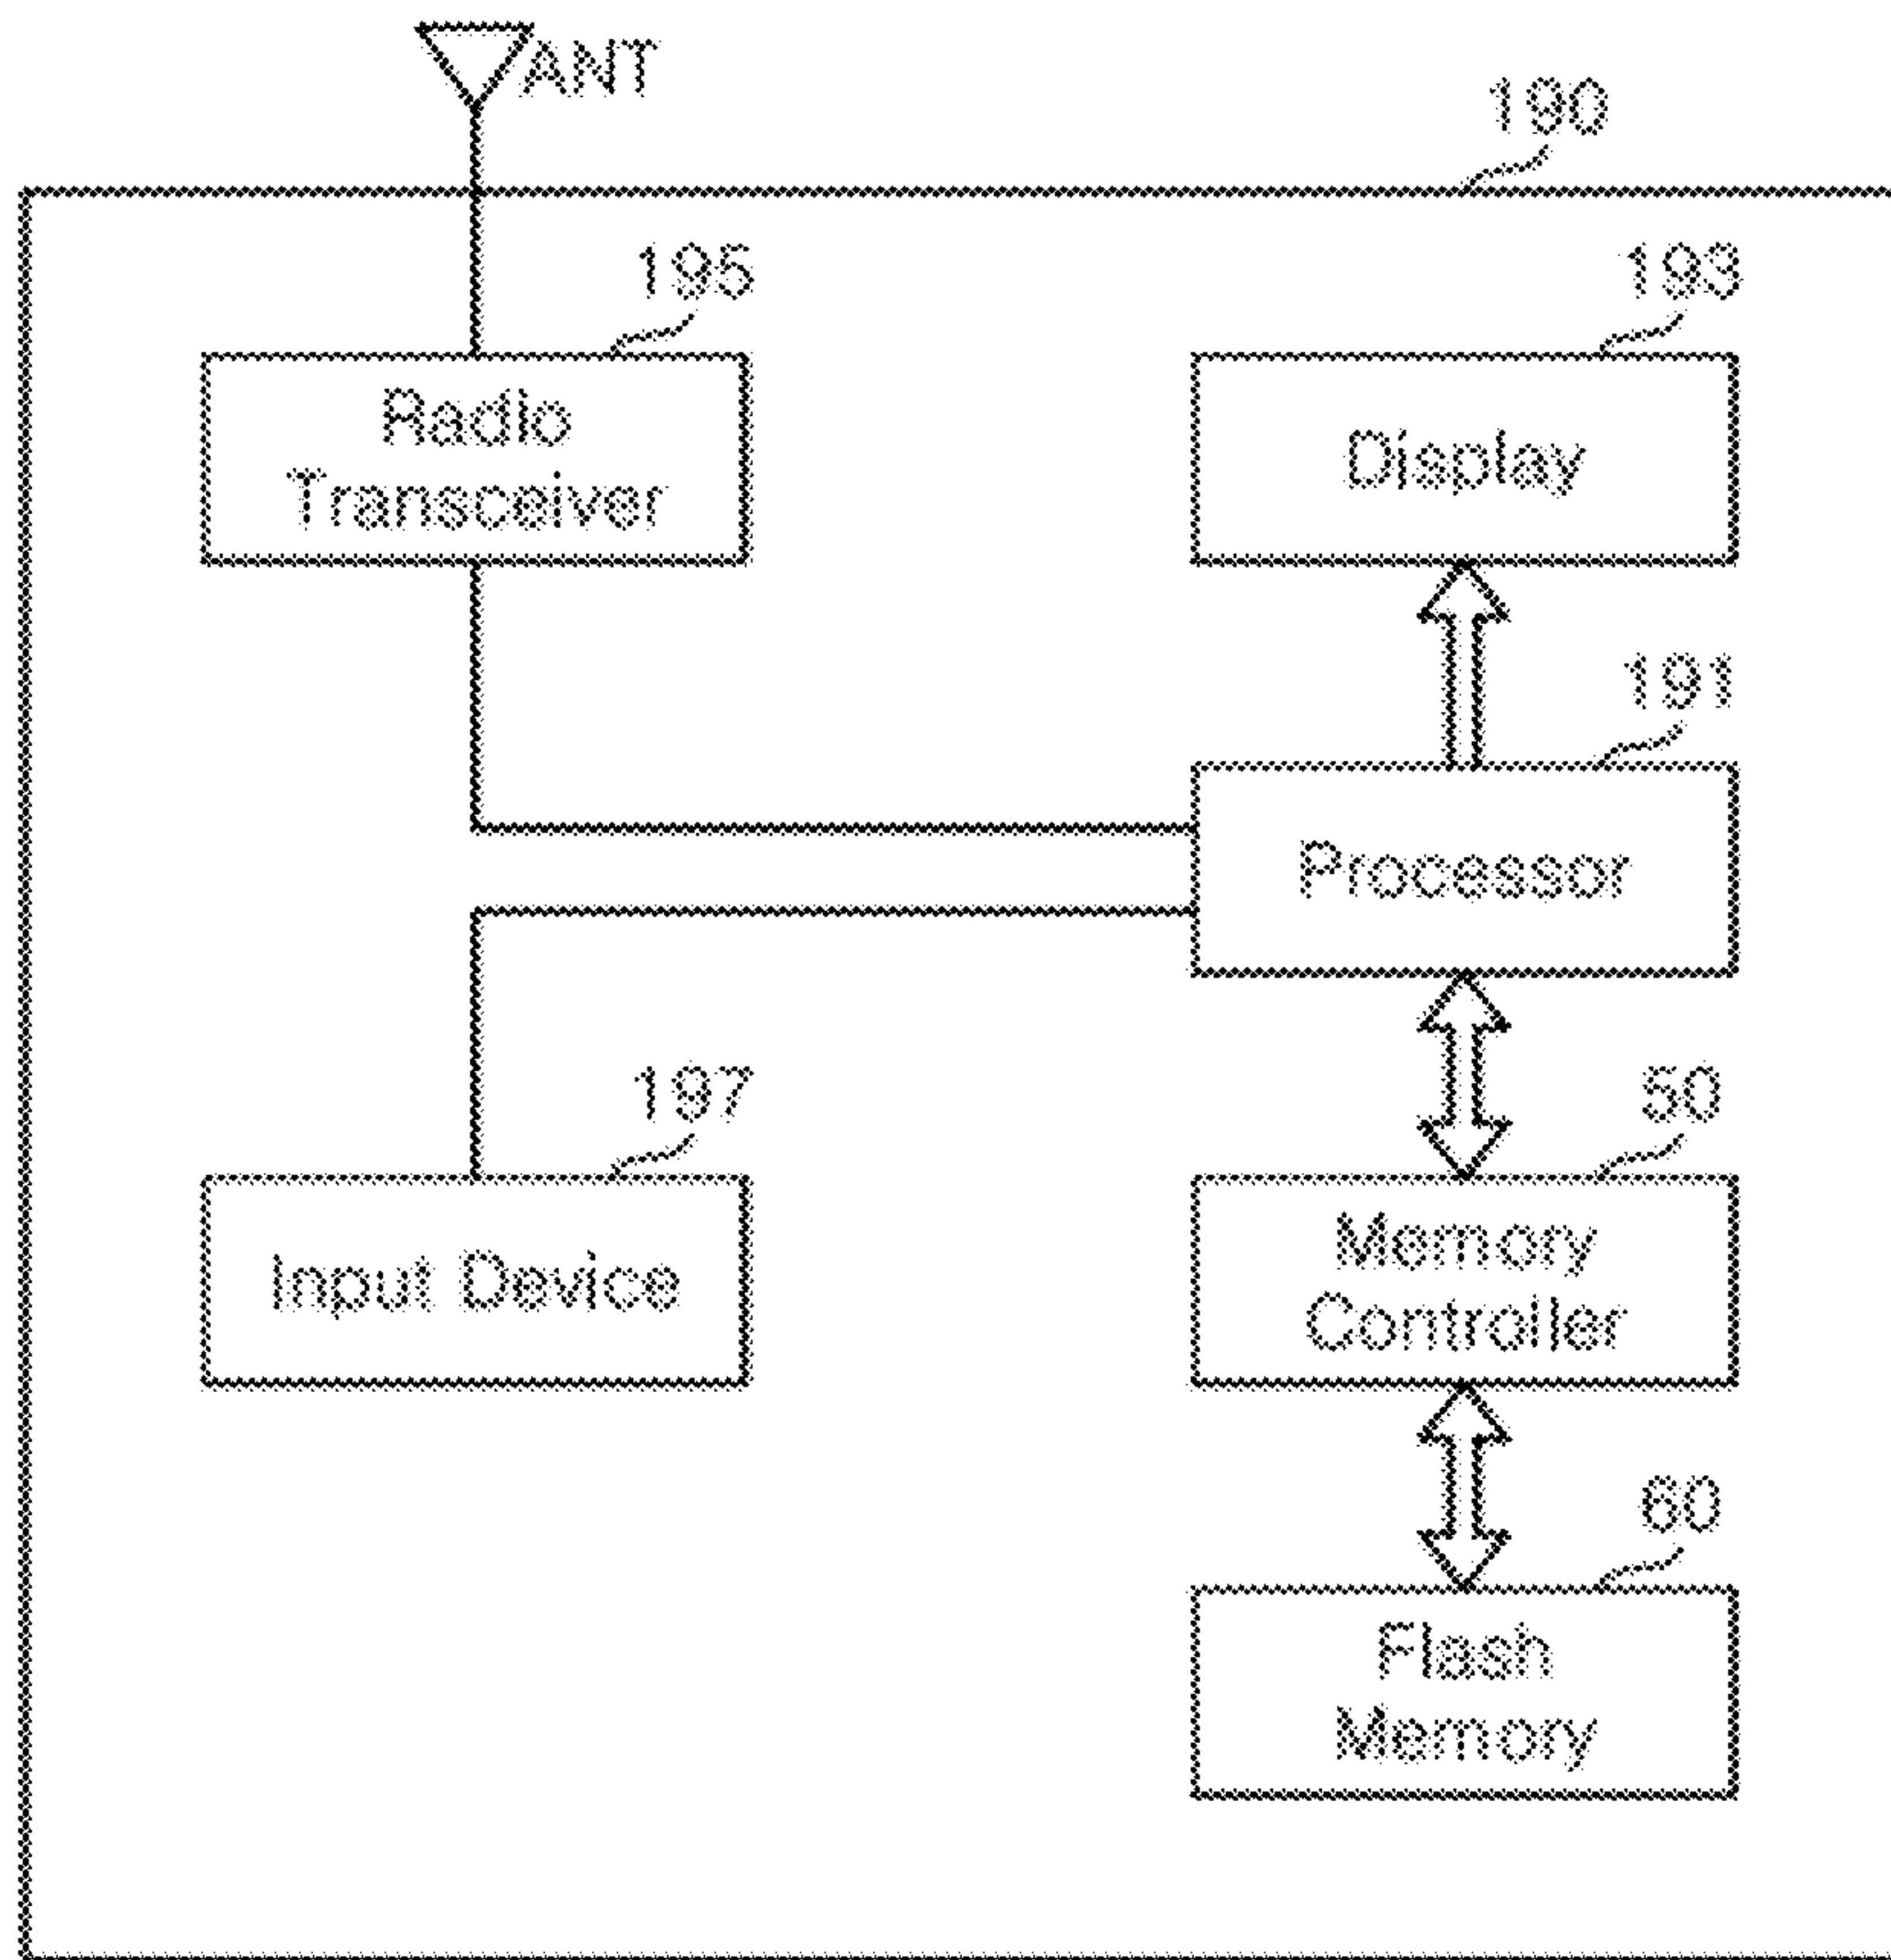 ANT
190
195
193
Radio
Transceiver
Display
191
Processor
197
50
Input Device
Memory
Controller
60
Flash
Memory